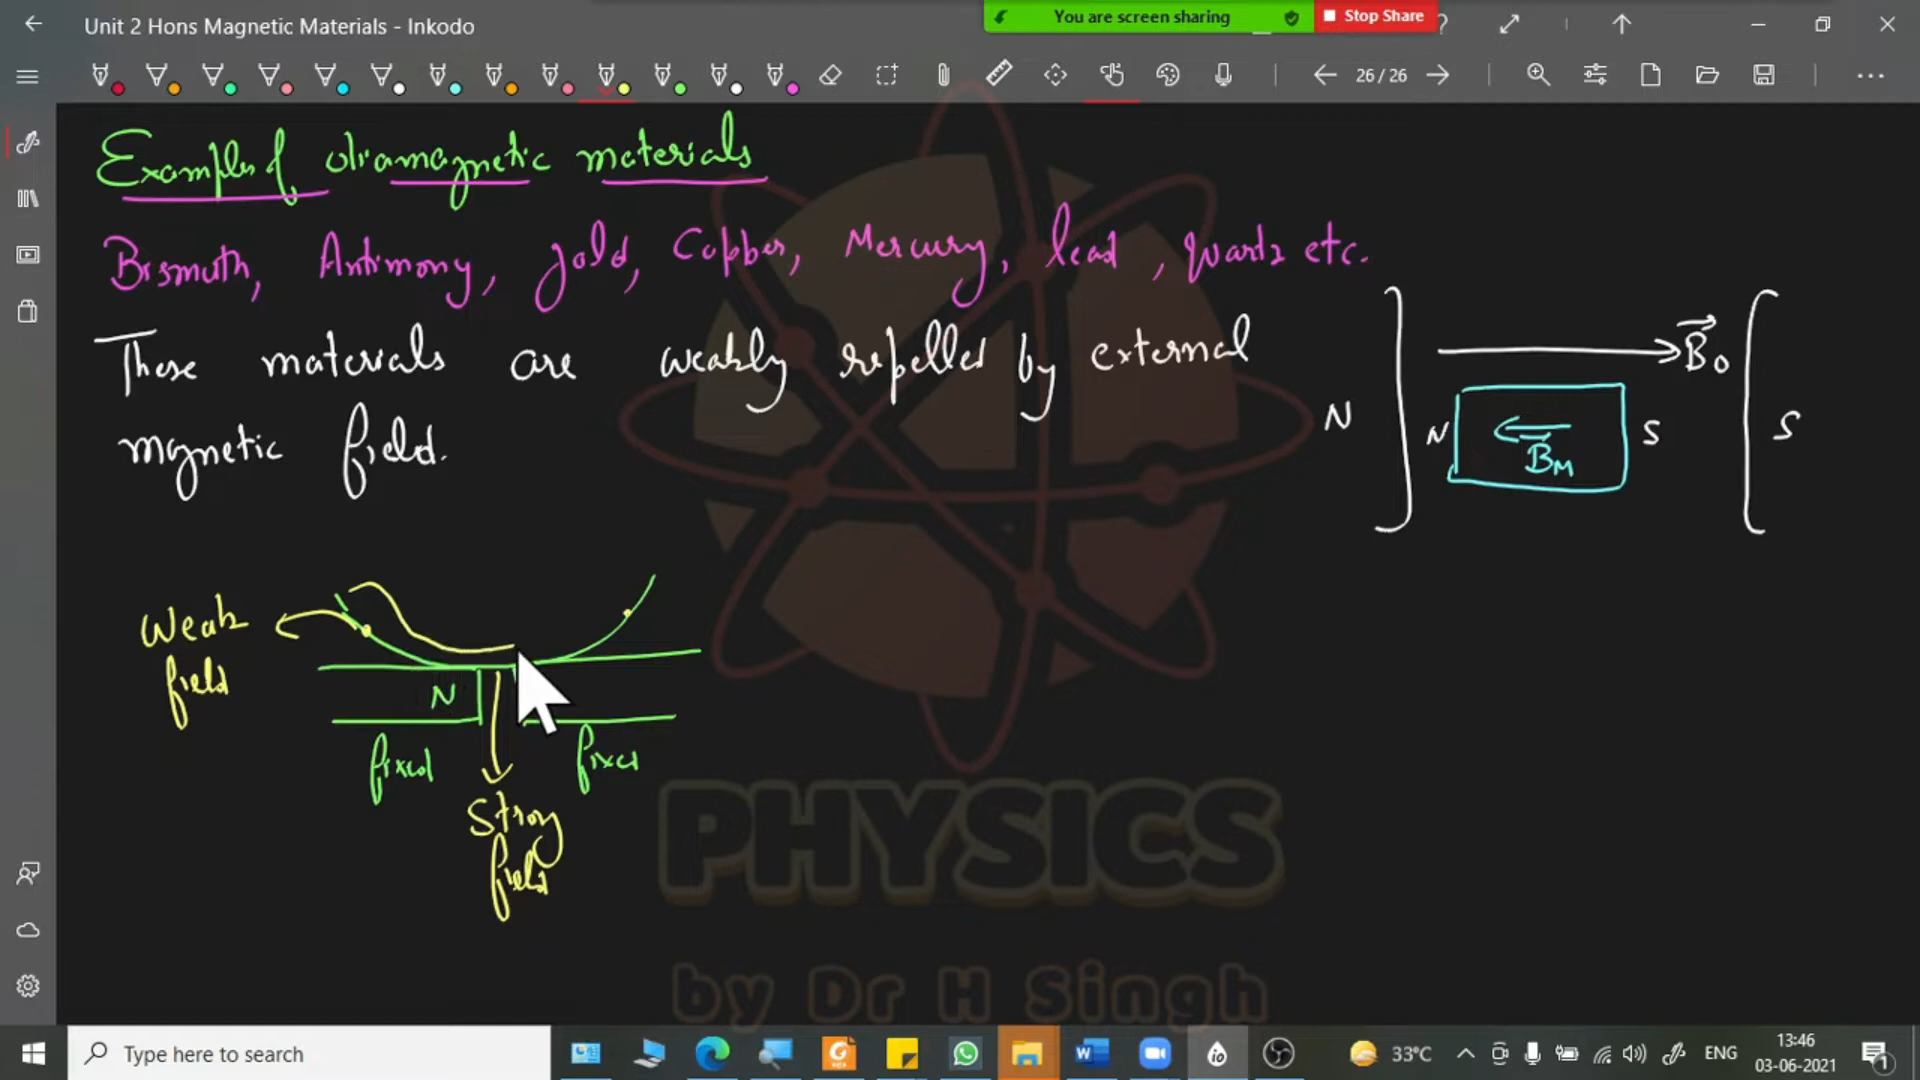 Unit 2 Hons Magnetic Materials - Inkodo
You are screen sharing
Stop Share
?
26 / 26
Examples of diamagnetic materials
Bismuth, Antimony, gold, Copper, Mercury, lead, quartz etc.
These materials are weakly repelled by external
magnetic field.
B0
N N BM S S
Weak
field
N
fixed fixed
Strong
field
PHYSICS
by Dr H Singh
Type here to search
33°C
ENG
13:46
03-06-2021
1